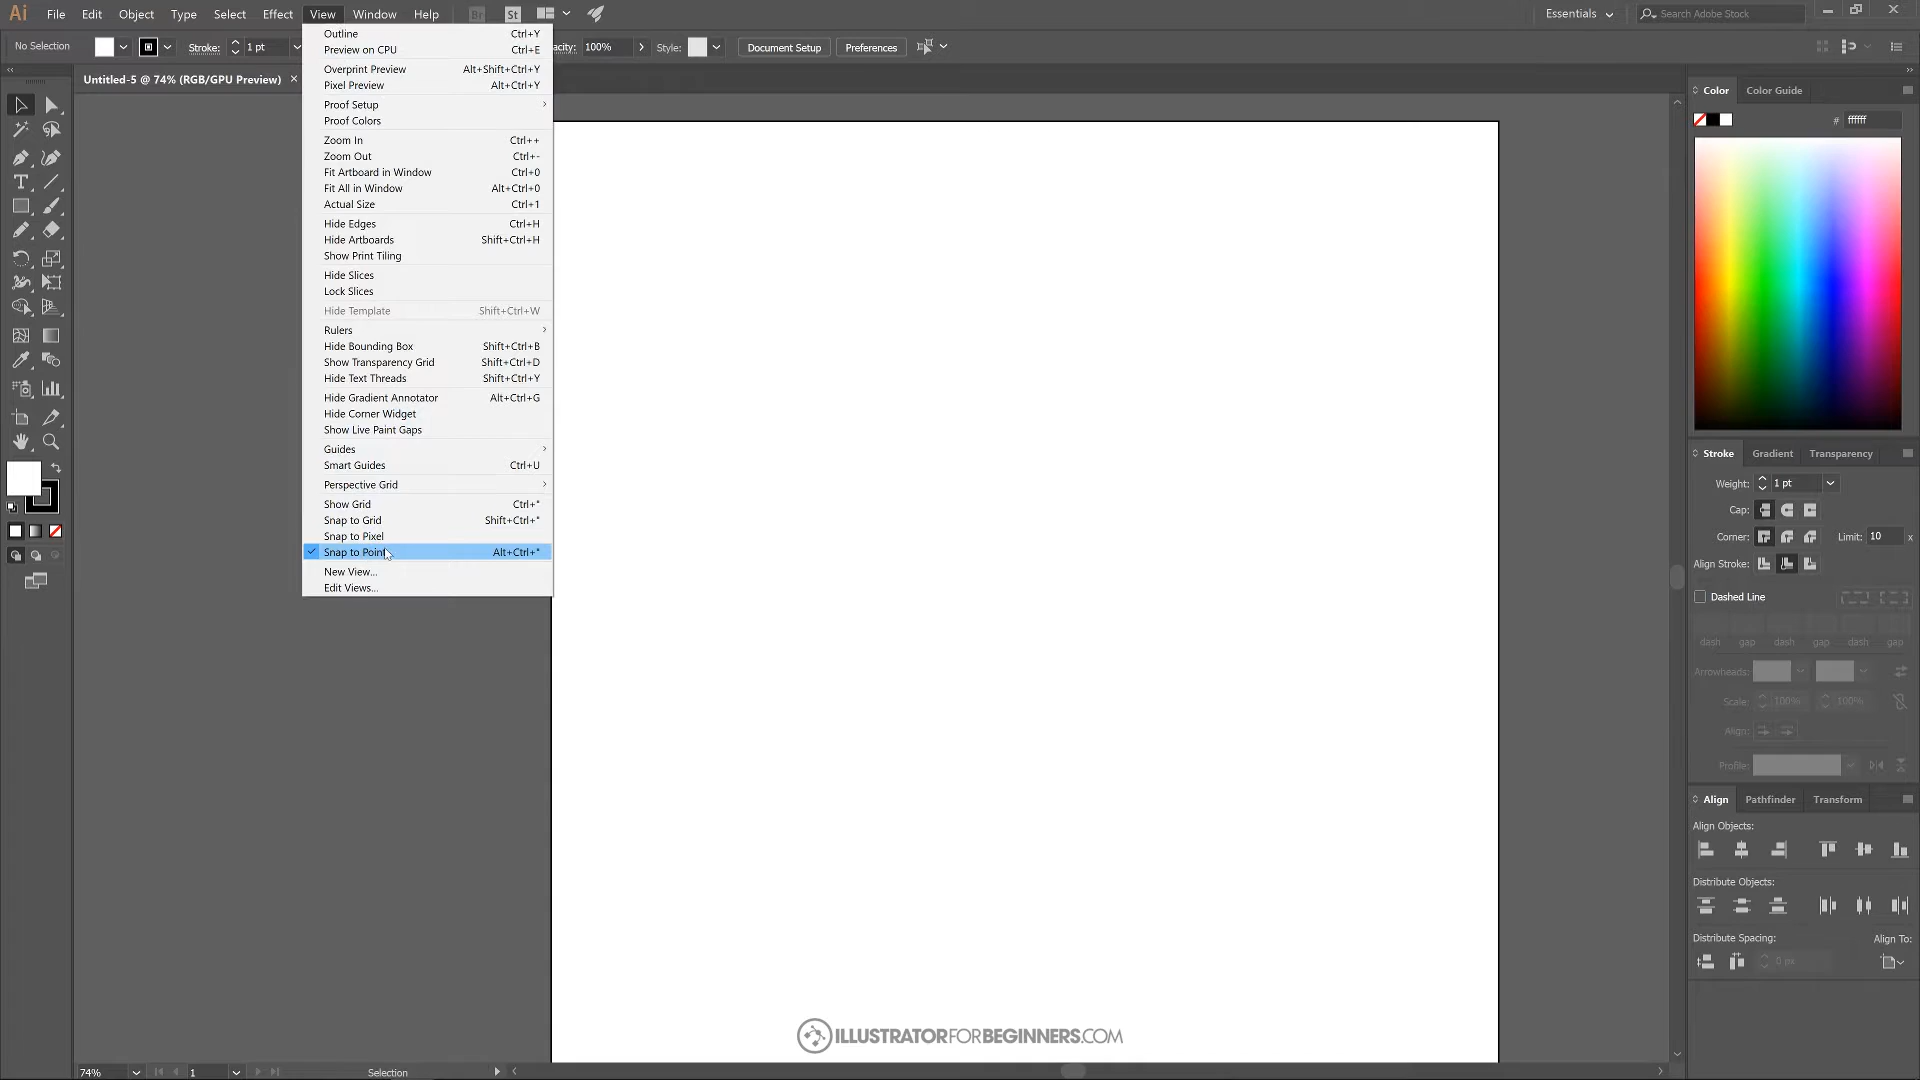 Ai File Edit Object Type Select Effect View Window Help Br St Essentials Search Adobe Stock
No Selection Stroke: 1 pt acity: 100% Style: Document Setup Preferences
Untitled-5 @ 74% (RGB/GPU Preview) ×
Outline Ctrl+Y
Preview on CPU Ctrl+E
Overprint Preview Alt+Shift+Ctrl+Y
Pixel Preview Alt+Ctrl+Y
Proof Setup
Proof Colors
Zoom In Ctrl++
Zoom Out Ctrl+-
Fit Artboard in Window Ctrl+0
Fit All in Window Alt+Ctrl+0
Actual Size Ctrl+1
Hide Edges Ctrl+H
Hide Artboards Shift+Ctrl+H
Show Print Tiling
Hide Slices
Lock Slices
Hide Template Shift+Ctrl+W
Rulers
Hide Bounding Box Shift+Ctrl+B
Show Transparency Grid Shift+Ctrl+D
Hide Text Threads Shift+Ctrl+Y
Hide Gradient Annotator Alt+Ctrl+G
Hide Corner Widget
Show Live Paint Gaps
Guides
Smart Guides Ctrl+U
Perspective Grid
Show Grid Ctrl+*
Snap to Grid Shift+Ctrl+*
Snap to Pixel
Snap to Point Alt+Ctrl+*
New View...
Edit Views...
Color Color Guide
# ffffff
Stroke Gradient Transparency
Weight: 1 pt
Cap:
Corner: Limit: 10 x
Align Stroke:
Dashed Line
dash gap dash gap dash gap
Arrowheads:
Scale: 100% 100%
Align:
Profile:
Align Pathfinder Transform
Align Objects:
Distribute Objects:
Distribute Spacing: Align To:
0 px
ILLUSTRATORFORBEGINNERS.COM
74% 1 Selection